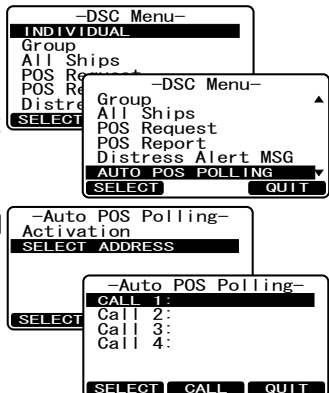 -DSC Menu-
INDIVIDUAL
Group
All Ships
POS Request
POS Re
Distre
SELECT
-DSC Menu-
Group
All Ships
POS Request
POS Report
Distress Alert MSG
AUTO POS POLLING
SELECT QUIT
-Auto POS Polling-
Activation
SELECT ADDRESS
SELECT
-Auto POS Polling-
CALL 1:
Call 2:
Call 3:
Call 4:
SELECT CALL QUIT